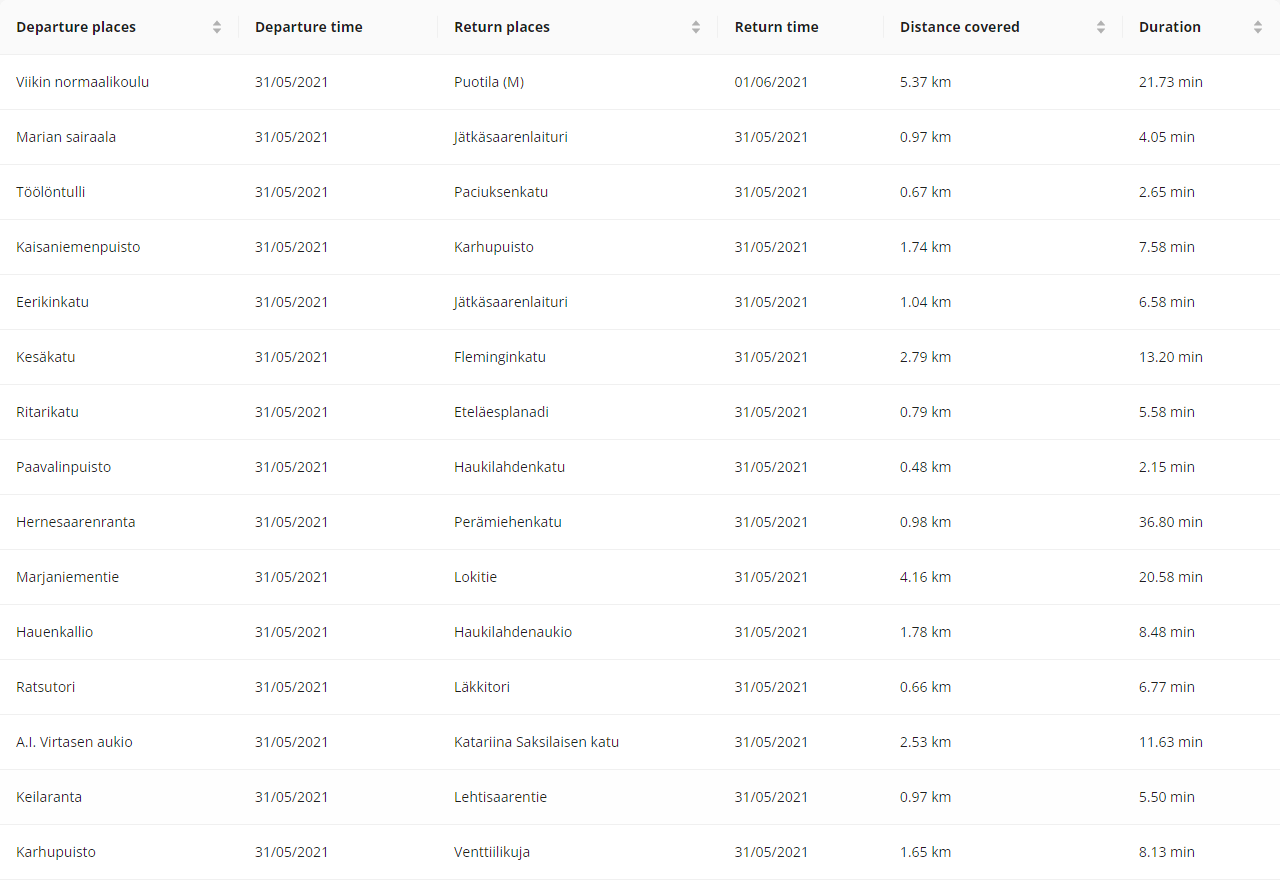 Departure places Departure time Return places Return time Distance covered Duration
Viikin normaalikoulu 31/05/2021 Puotila (M) 01/06/2021 5.37 km 21.73 min
Marian sairaala 31/05/2021 Jätkäsaarenlaituri 31/05/2021 0.97 km 4.05 min
Töölöntulli 31/05/2021 Paciuksenkatu 31/05/2021 0.67 km 2.65 min
Kaisaniemenpuisto 31/05/2021 Karhupuisto 31/05/2021 1.74 km 7.58 min
Eerikinkatu 31/05/2021 Jätkäsaarenlaituri 31/05/2021 1.04 km 6.58 min
Kesäkatu 31/05/2021 Fleminginkatu 31/05/2021 2.79 km 13.20 min
Ritarikatu 31/05/2021 Eteläesplanadi 31/05/2021 0.79 km 5.58 min
Paavalinpuisto 31/05/2021 Haukilahdenkatu 31/05/2021 0.48 km 2.15 min
Hernesaarenranta 31/05/2021 Perämiehenkatu 31/05/2021 0.98 km 36.80 min
Marjaniementie 31/05/2021 Lokitie 31/05/2021 4.16 km 20.58 min
Hauenkallio 31/05/2021 Haukilahdenaukio 31/05/2021 1.78 km 8.48 min
Ratsutori 31/05/2021 Läkkitori 31/05/2021 0.66 km 6.77 min
A.I. Virtasen aukio 31/05/2021 Katariina Saksilaisen katu 31/05/2021 2.53 km 11.63 min
Keilaranta 31/05/2021 Lehtisaarentie 31/05/2021 0.97 km 5.50 min
Karhupuisto 31/05/2021 Venttiilikuja 31/05/2021 1.65 km 8.13 min